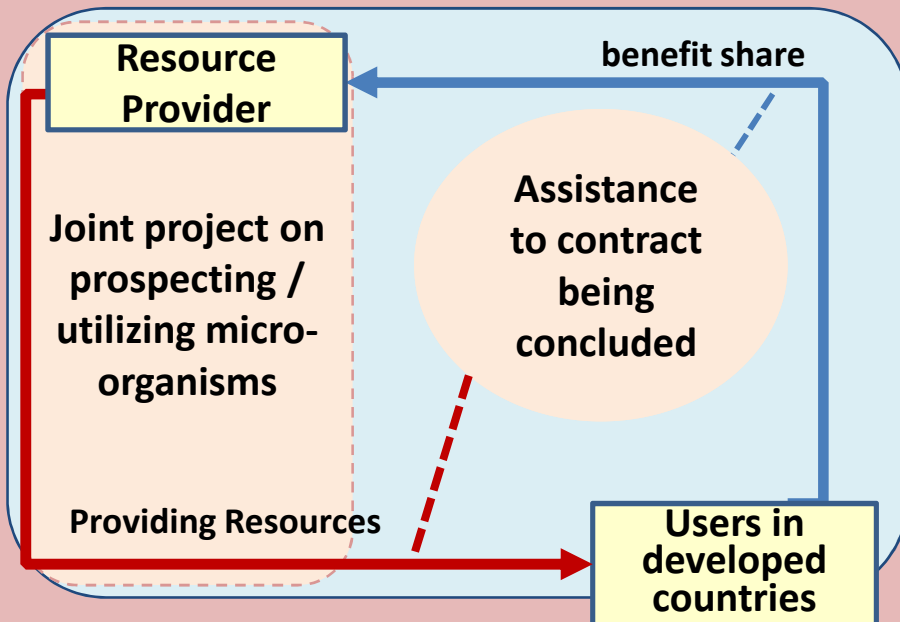 Resource
Provider
benefit share
Joint project on
prospecting /
utilizing micro-
organisms
Assistance
to contract
being
concluded
Providing Resources
Users in
developed
countries